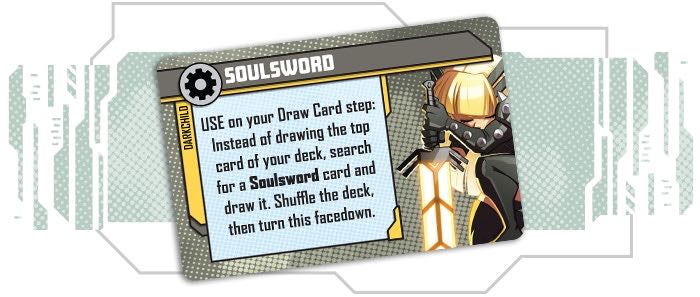 SOULSWORD
DARKCHILD
USE on your Draw Card step:
Instead of drawing the top
card of your deck, search
for a Soulsword card and
draw it. Shuffle the deck,
then turn this facedown.